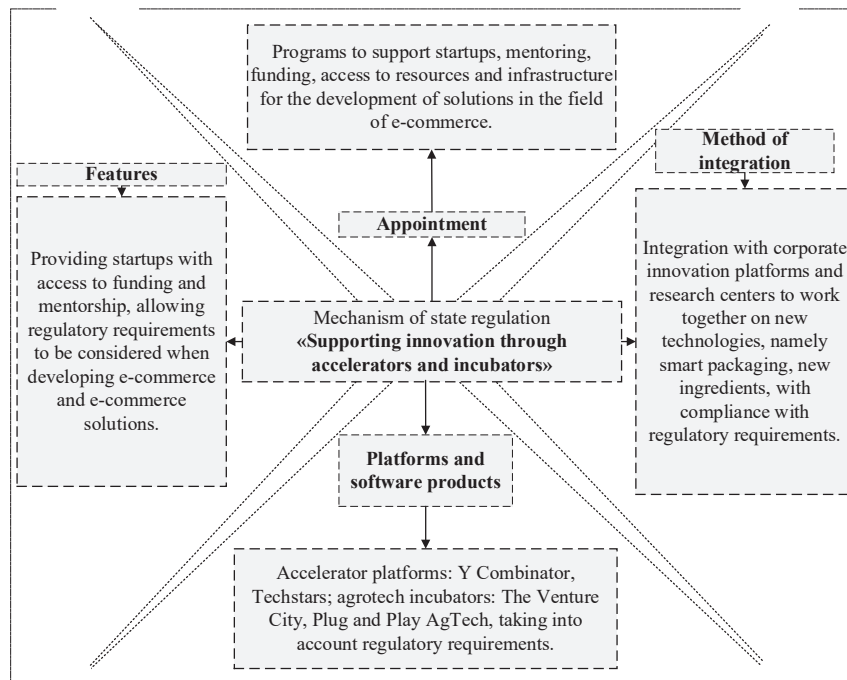 Programs to support startups, mentoring,
funding, access to resources and infrastructure
for the development of solutions in the field
of e-commerce.
Features
Method of
integration
Providing startups with
access to funding and
mentorship, allowing
regulatory requirements
to be considered when
developing e-commerce
and e-commerce
solutions.
Appointment
Integration with corporate
innovation platforms and
research centers to work
together on new
technologies, namely
smart packaging, new
ingredients, with
compliance with
regulatory requirements.
Mechanism of state regulation
«Supporting innovation through
accelerators and incubators»
Platforms and
software products
Accelerator platforms: Y Combinator,
Techstars; agrotech incubators: The Venture
City, Plug and Play AgTech, taking into
account regulatory requirements.